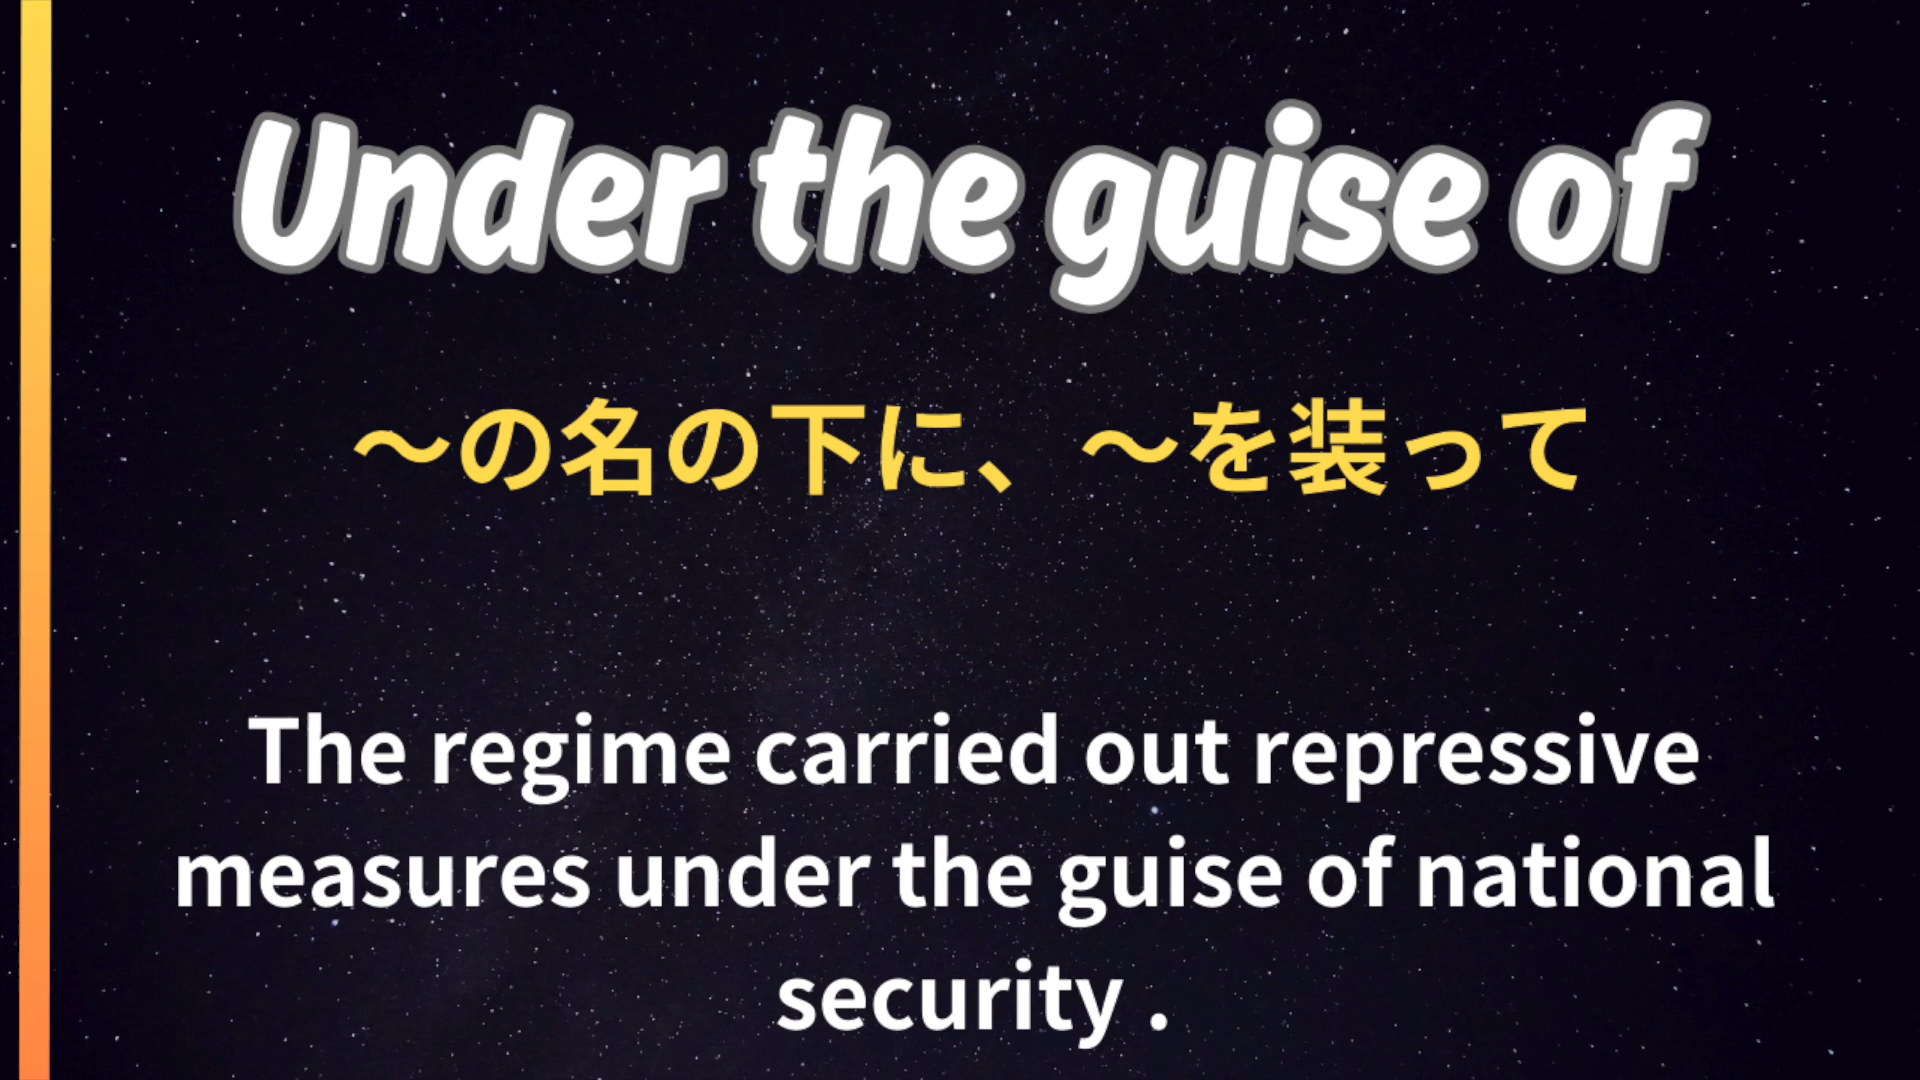 Under the guise of
～の名の下に、～を装って
The regime carried out repressive
measures under the guise of national
security .